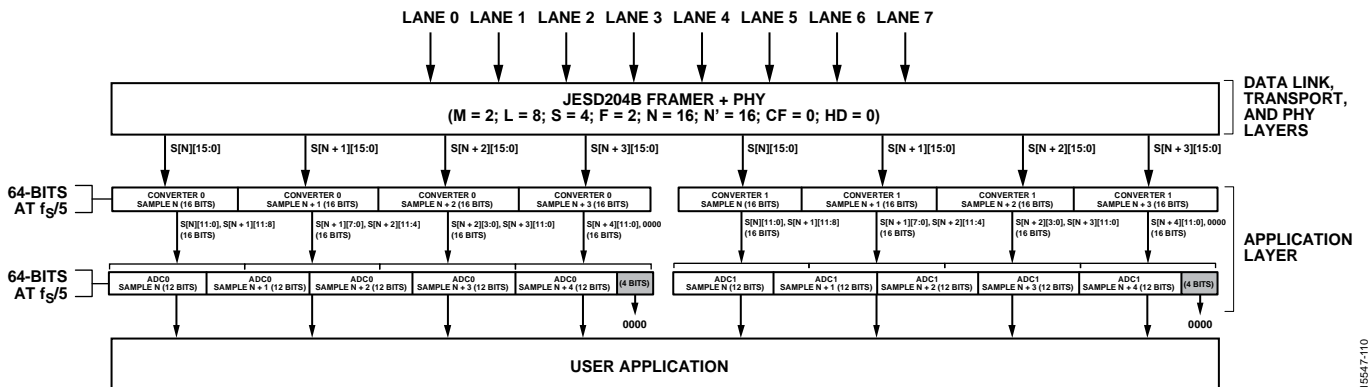 LANE 0 LANE 1 LANE 2 LANE 3 LANE 4 LANE 5 LANE 6 LANE 7
JESD204B FRAMER + PHY
(M = 2; L = 8; S = 4; F = 2; N = 16; N' = 16; CF = 0; HD = 0)
DATA LINK,
TRANSPORT,
AND PHY
LAYERS
S[N][15:0] S[N + 1][15:0] S[N + 2][15:0] S[N + 3][15:0] S[N][15:0] S[N + 1][15:0] S[N + 2][15:0] S[N + 3][15:0]
64-BITS
AT fS/5
CONVERTER 0
SAMPLE N (16 BITS)
CONVERTER 0
SAMPLE N + 1 (16 BITS)
CONVERTER 0
SAMPLE N + 2 (16 BITS)
CONVERTER 0
SAMPLE N + 3 (16 BITS)
CONVERTER 1
SAMPLE N (16 BITS)
CONVERTER 1
SAMPLE N + 1 (16 BITS)
CONVERTER 1
SAMPLE N + 2 (16 BITS)
CONVERTER 1
SAMPLE N + 3 (16 BITS)
S[N][11:0], S[N + 1][11:8]
(16 BITS)
S[N + 1][7:0], S[N + 2][11:4]
(16 BITS)
S[N + 2][3:0], S[N + 3][11:0]
(16 BITS)
S[N + 4][11:0], 0000
(16 BITS)
S[N][11:0], S[N + 1][11:8]
(16 BITS)
S[N + 1][7:0], S[N + 2][11:4]
(16 BITS)
S[N + 2][3:0], S[N + 3][11:0]
(16 BITS)
S[N + 4][11:0], 0000
(16 BITS)
APPLICATION
LAYER
64-BITS
AT fS/5
ADC0
SAMPLE N (12 BITS)
ADC0
SAMPLE N + 1 (12 BITS)
ADC0
SAMPLE N + 2 (12 BITS)
ADC0
SAMPLE N + 3 (12 BITS)
ADC0
SAMPLE N + 4 (12 BITS)
(4 BITS)
ADC1
SAMPLE N (12 BITS)
ADC1
SAMPLE N + 1 (12 BITS)
ADC1
SAMPLE N + 2 (12 BITS)
ADC1
SAMPLE N + 3 (12 BITS)
ADC1
SAMPLE N + 4 (12 BITS)
(4 BITS)
0000 0000
USER APPLICATION
15547-110